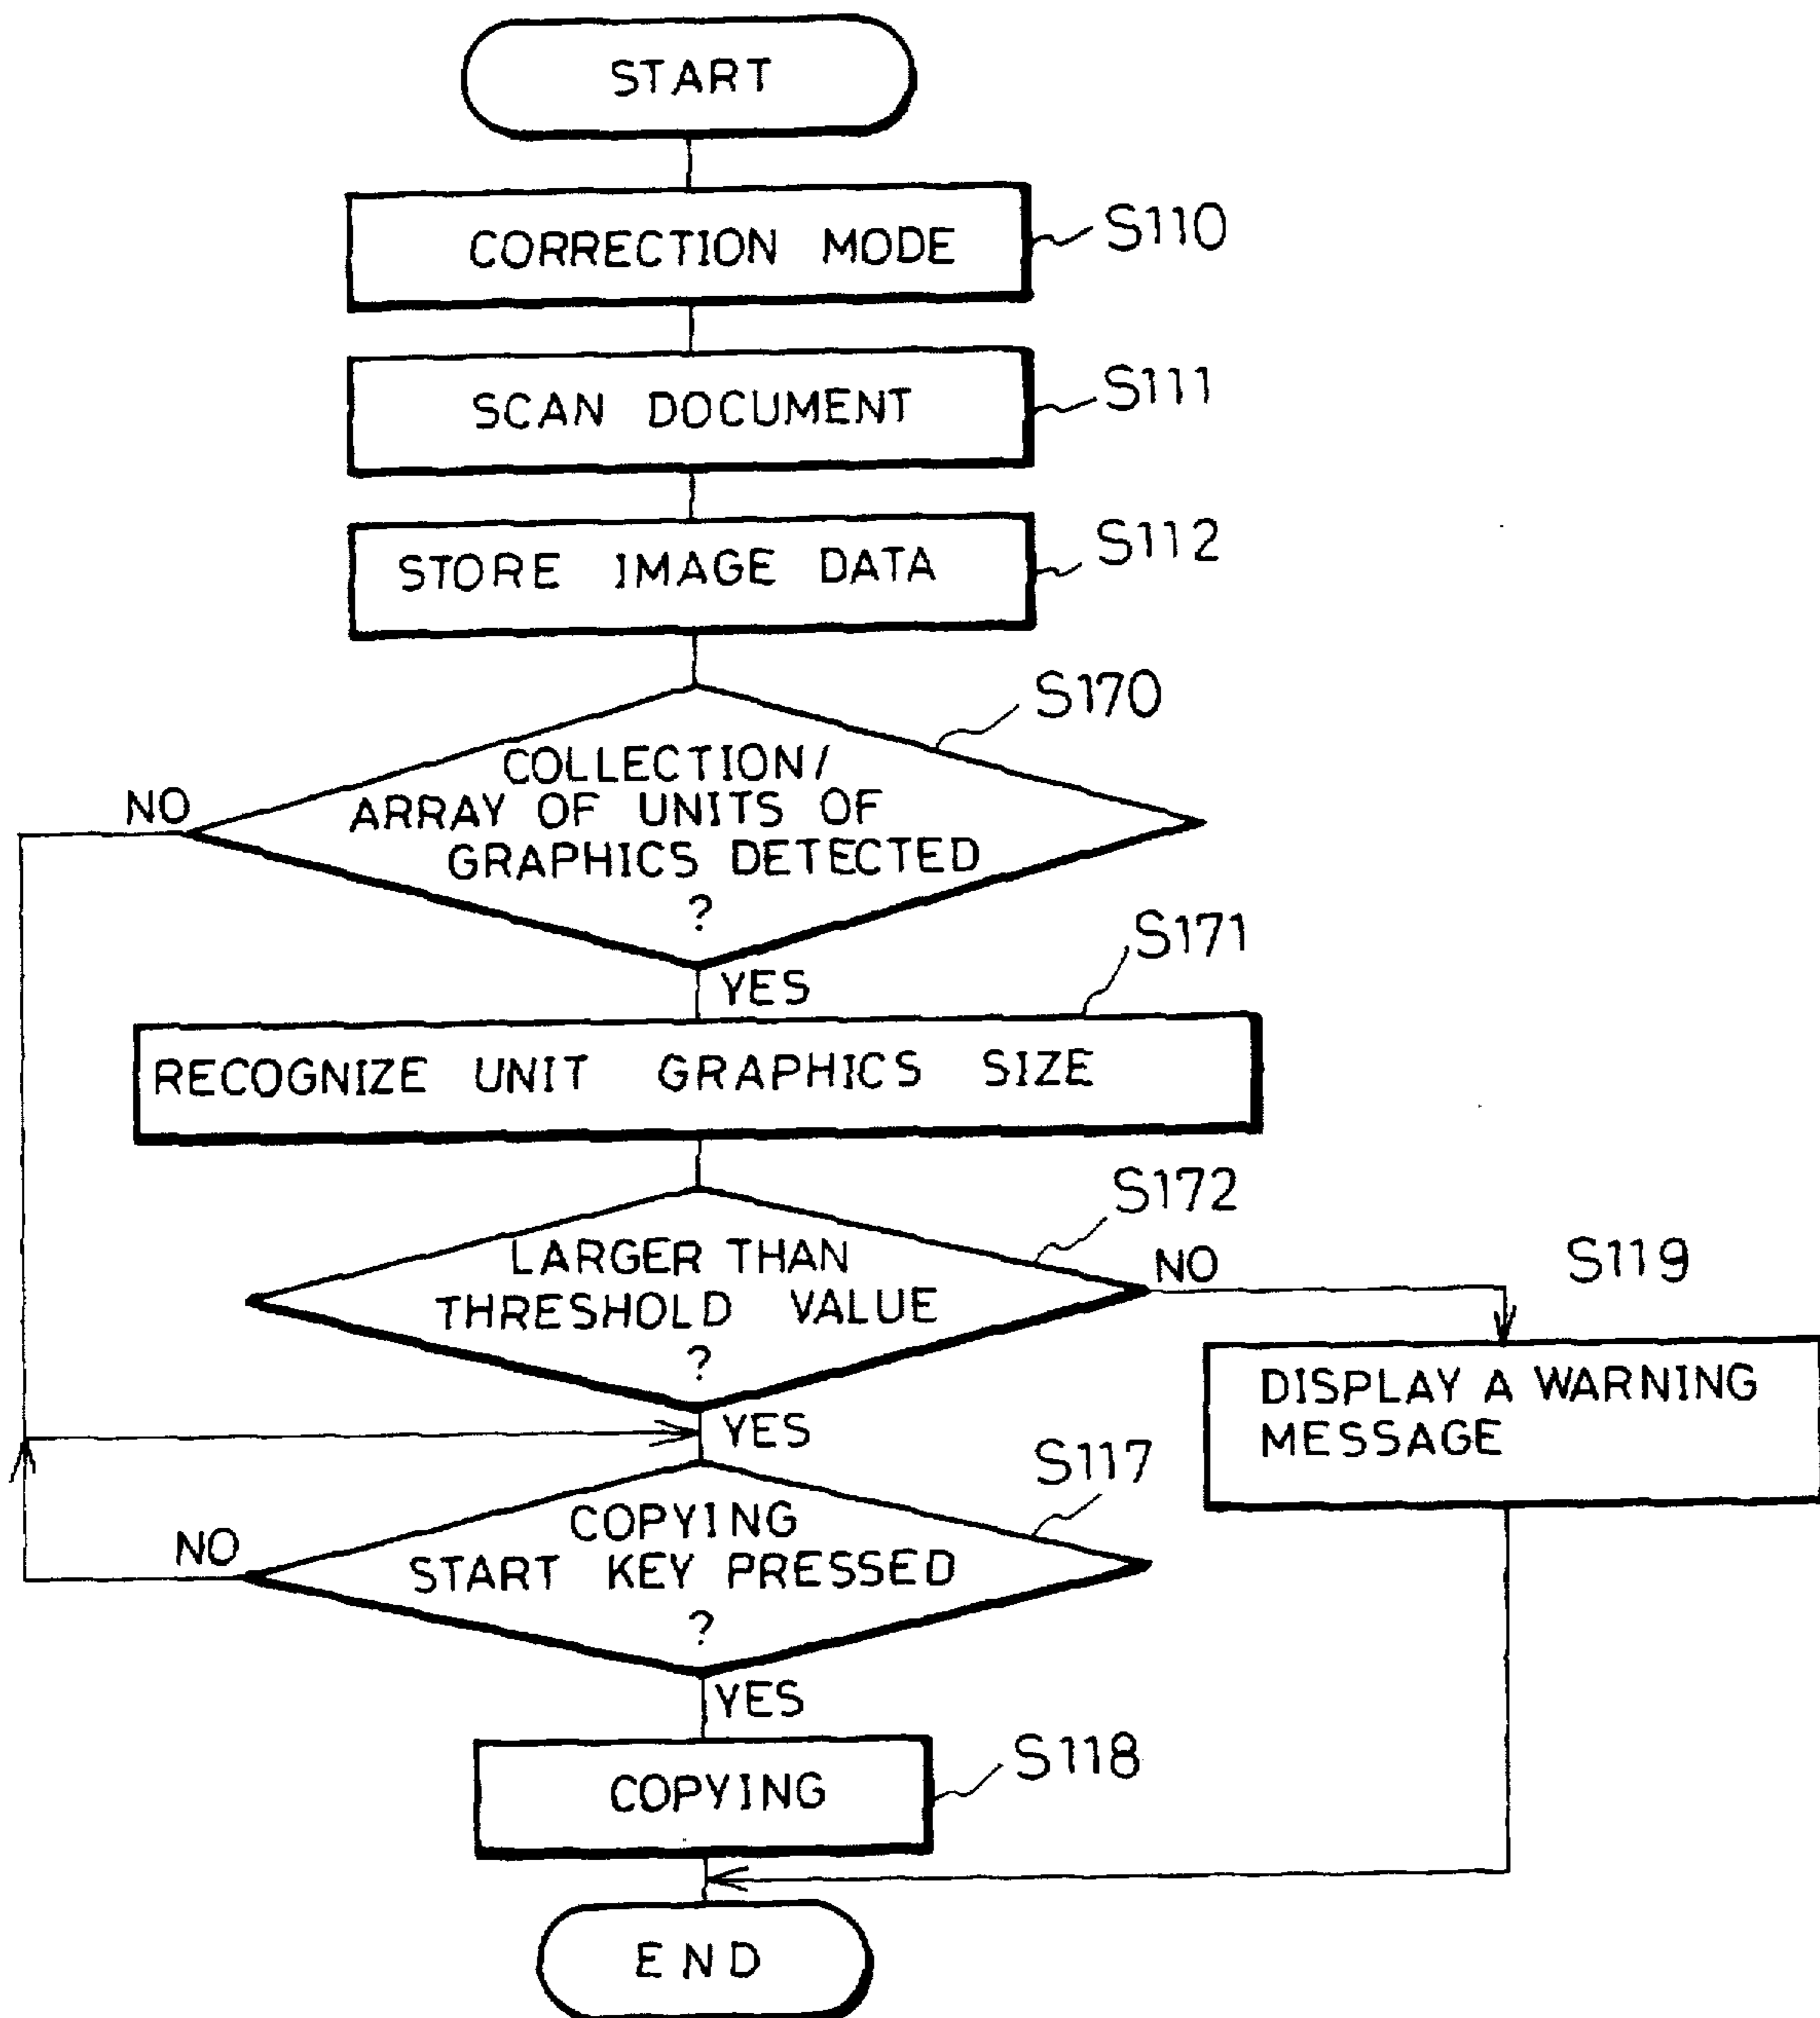 START
CORRECTION MODE
S110
SCAN DOCUMENT
S111
STORE IMAGE DATA
S112
S170
COLLECTION/
ARRAY OF UNITS OF
GRAPHICS DETECTED
?
NO
YES
S171
RECOGNIZE UNIT GRAPHICS SIZE
S172
LARGER THAN
THRESHOLD VALUE
?
NO
S119
DISPLAY A WARNING
MESSAGE
YES
S117
COPYING
START KEY PRESSED
?
NO
YES
COPYING
S118
END